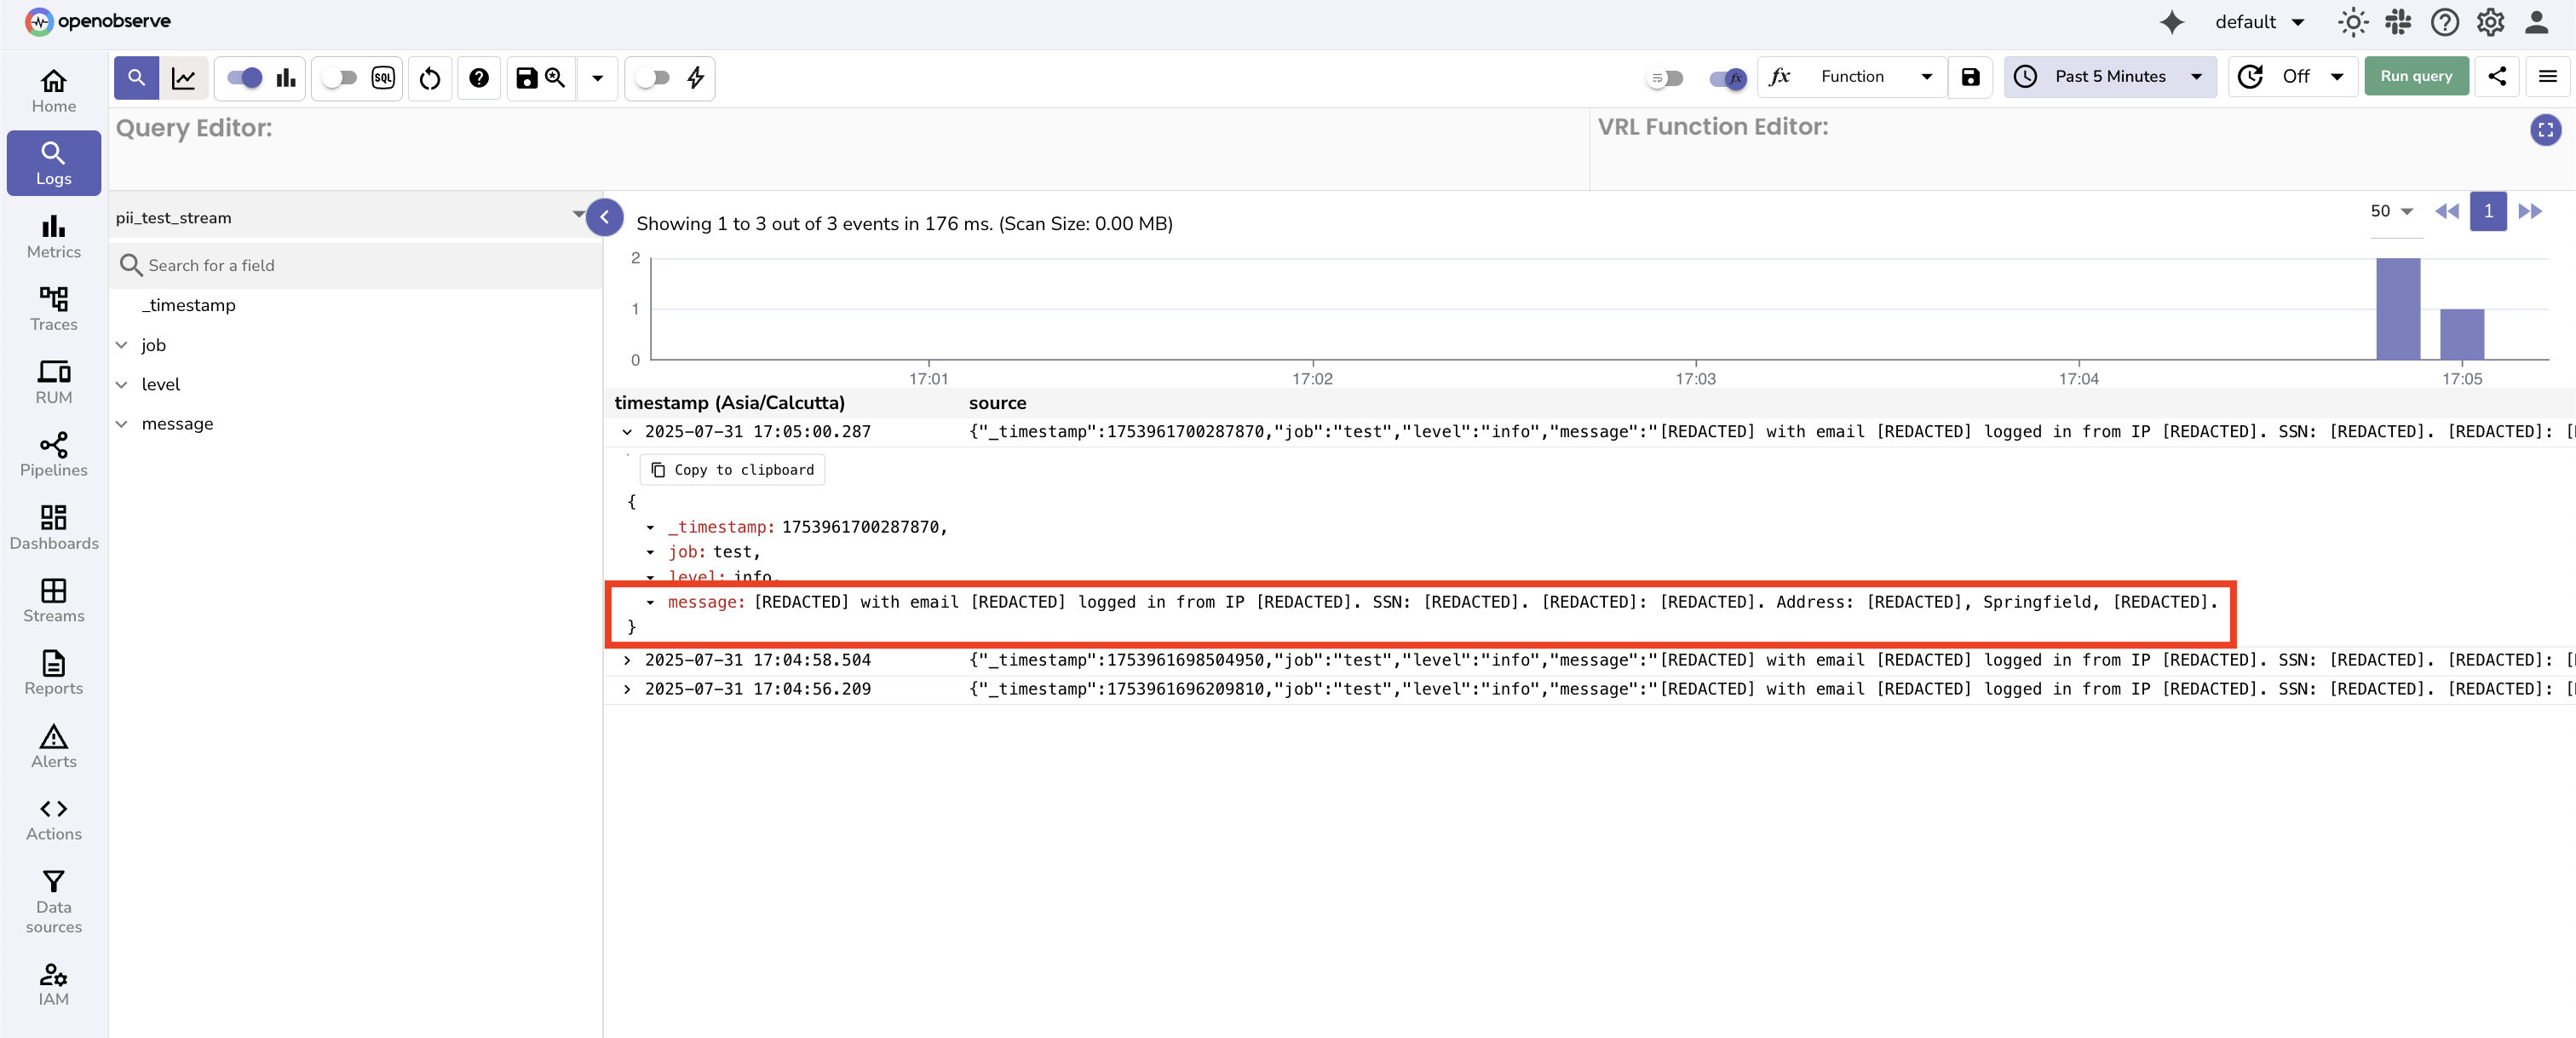 openobserve
default
Home
Logs
Metrics
Traces
RUM
Pipelines
Dashboards
Streams
Reports
Alerts
Actions
Data
sources
IAM
SQL
fx
fx Function
Past 5 Minutes
Off
Run query
Query Editor:
VRL Function Editor:
pii_test_stream
Search for a field
_timestamp
job
level
message
Showing 1 to 3 out of 3 events in 176 ms. (Scan Size: 0.00 MB)
50
1
2
1
0
17:01 17:02 17:03 17:04 17:05
timestamp (Asia/Calcutta) source
2025-07-31 17:05:00.287 {"_timestamp":1753961700287870,"job":"test","level":"info","message":"[REDACTED] with email [REDACTED] logged in from IP [REDACTED]. SSN: [REDACTED]. [REDACTED]: [
Copy to clipboard
{
_timestamp: 1753961700287870,
job: test,
level: info,
message: [REDACTED] with email [REDACTED] logged in from IP [REDACTED]. SSN: [REDACTED]. [REDACTED]: [REDACTED]. Address: [REDACTED], Springfield, [REDACTED].
}
2025-07-31 17:04:58.504 {"_timestamp":1753961698504950,"job":"test","level":"info","message":"[REDACTED] with email [REDACTED] logged in from IP [REDACTED]. SSN: [REDACTED]. [REDACTED]: [
2025-07-31 17:04:56.209 {"_timestamp":1753961696209810,"job":"test","level":"info","message":"[REDACTED] with email [REDACTED] logged in from IP [REDACTED]. SSN: [REDACTED]. [REDACTED]: [